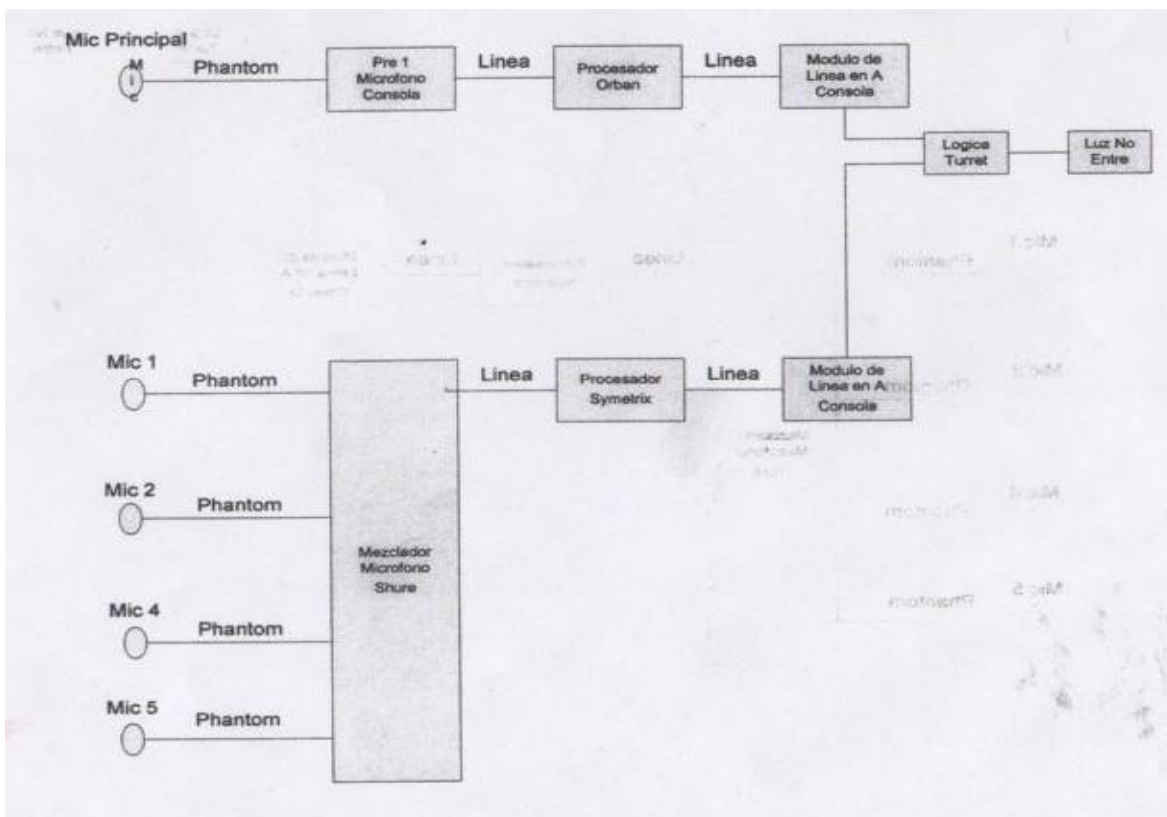 Mic Principal
Mic
Phantom
Pre 1
Microfono
Consola
Linea
Procesador
Orban
Linea
Modulo de
Linea en A
Consola
Logica
Turret
Luz No
Entre
Mic 1
Phantom
Linea
Procesador
Symetrix
Linea
Modulo de
Linea en A
Consola
Mic 2
Phantom
Mezclador
Microfono
Shure
Mic 4
Phantom
Mic 5
Phantom